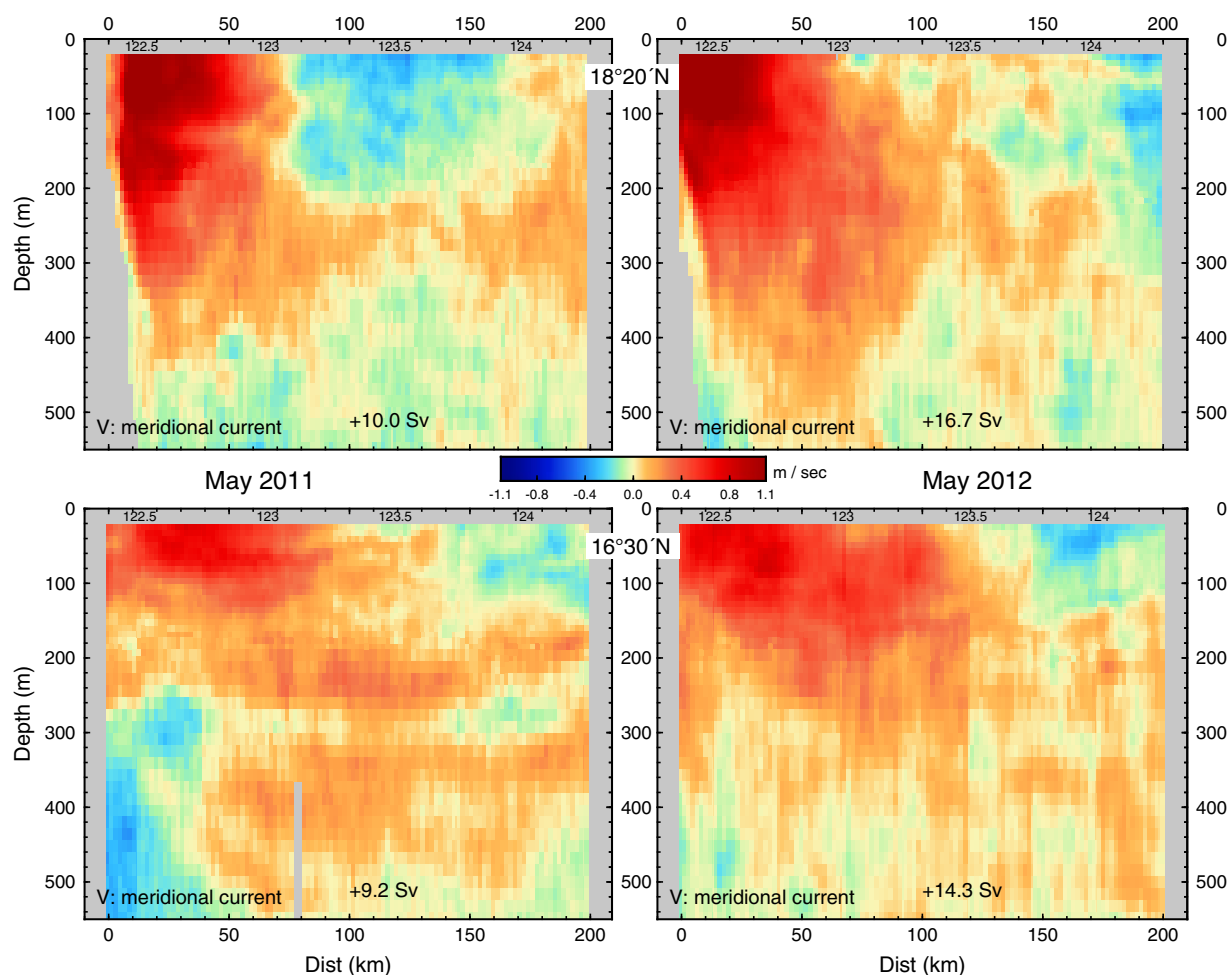 0 50 100 150 200
0 50 100 150 200
0
122.5 123 123.5 124
122.5 123 123.5 124
0
18°20´N
100
100
200
200
Depth (m)
300
300
400
400
500
500
V: meridional current
+10.0 Sv
V: meridional current
+16.7 Sv
May 2011
m / sec
May 2012
-1.1 -0.8 -0.4 0.0 0.4 0.8 1.1
0
122.5 123 123.5 124
122.5 123 123.5 124
0
16°30´N
100
100
200
200
Depth (m)
300
300
400
400
500
500
V: meridional current
+9.2 Sv
V: meridional current
+14.3 Sv
0 50 100 150 200
0 50 100 150 200
Dist (km)
Dist (km)